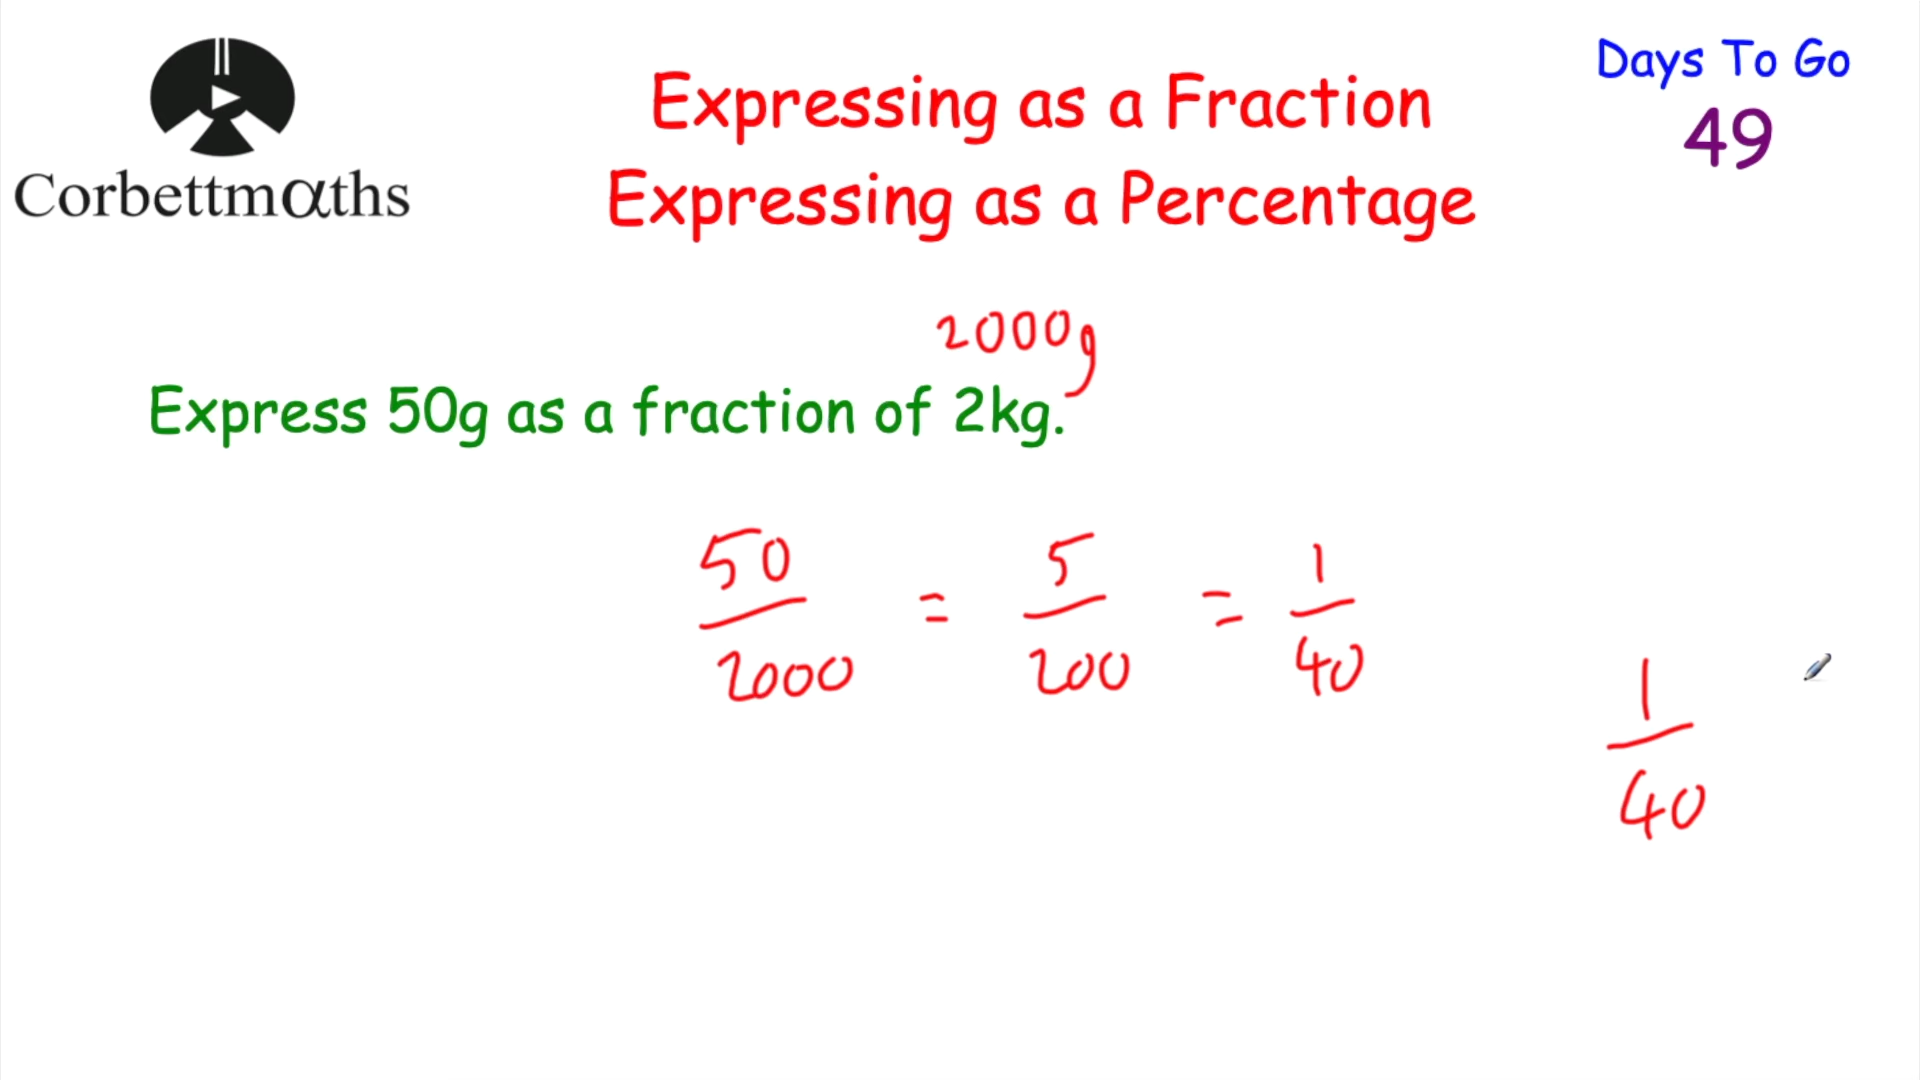 Corbettmαths
Expressing as a Fraction
Expressing as a Percentage
Days To Go
49
2000g
Express 50g as a fraction of 2kg.
50/2000 = 5/200 = 1/40
1/40